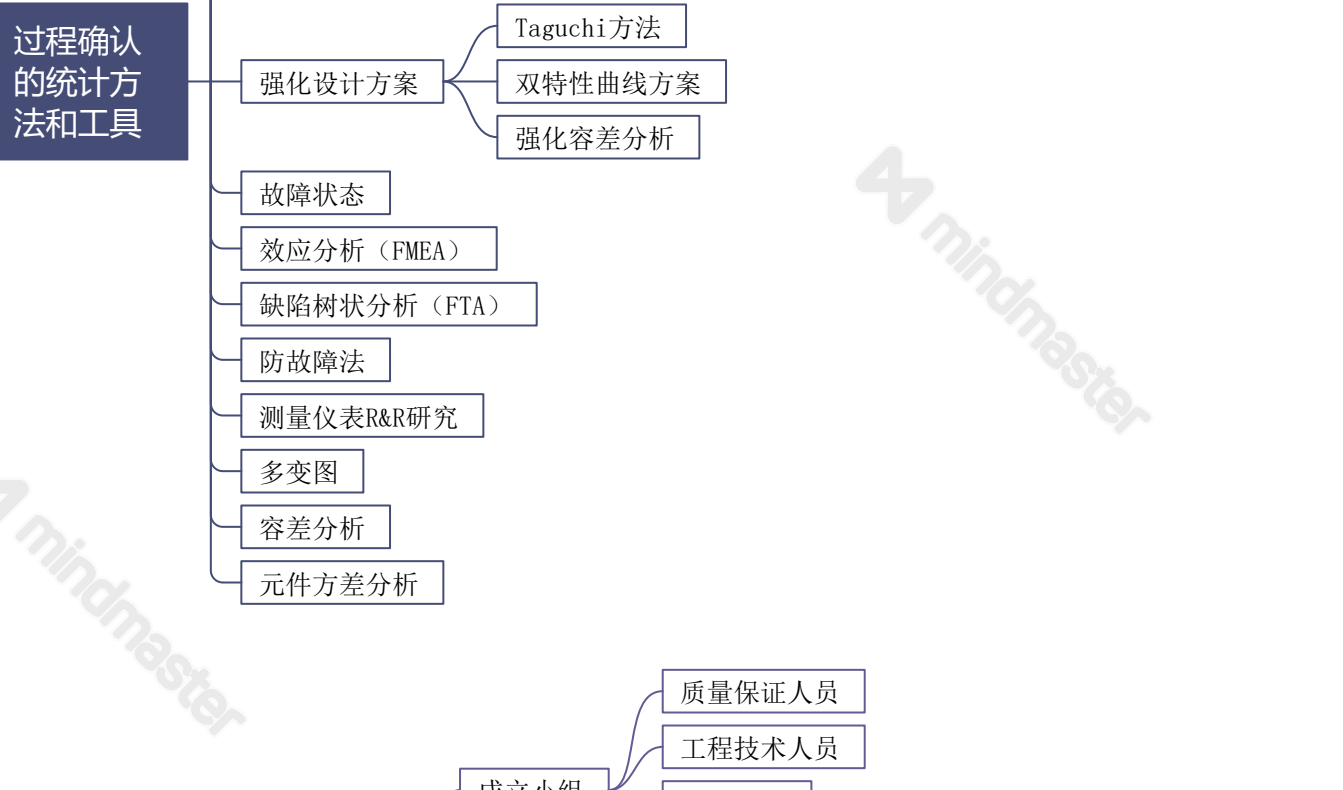 过程确认
的统计方
法和工具
Taguchi方法
强化设计方案
双特性曲线方案
强化容差分析
故障状态
效应分析（FMEA）
缺陷树状分析（FTA）
防故障法
测量仪表R&R研究
多变图
容差分析
元件方差分析
质量保证人员
工程技术人员
成立小组
mindmaster
mindmaster